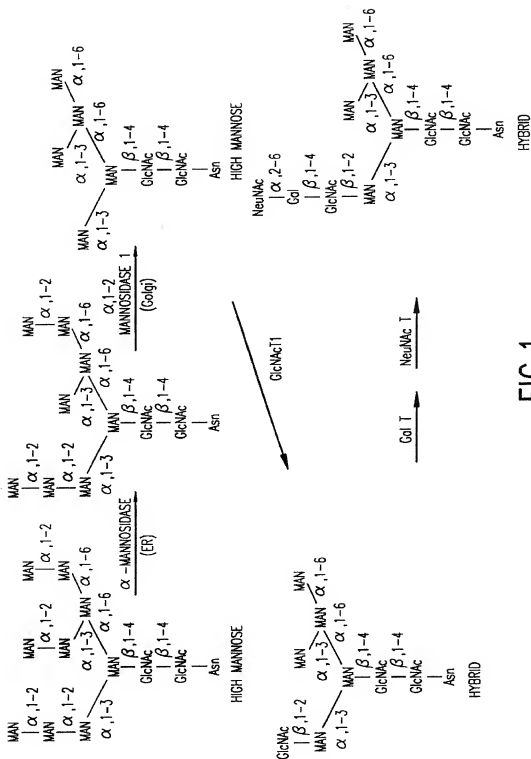 MAN MAN MAN
|α,1-2 |α,1-2 |α,1-2
MAN MAN MAN
|α,1-2 α,1-3 α,1-6
MAN MAN
α,1-3 α,1-6
MAN
|β,1-4
GlcNAc
|β,1-4
GlcNAc
|
Asn
HIGH MANNOSE
α-MANNOSIDASE
(ER)
MAN MAN
|α,1-2 |α,1-2
MAN MAN MAN
|α,1-2 α,1-3 α,1-6
MAN MAN
α,1-3 α,1-6
MAN
|β,1-4
GlcNAc
|β,1-4
GlcNAc
|
Asn
α,1-2
MANNOSIDASE 1
(Golgi)
MAN MAN
α,1-3 α,1-6
MAN MAN
α,1-3 α,1-6
MAN
|β,1-4
GlcNAc
|β,1-4
GlcNAc
|
Asn
HIGH MANNOSE
GlcNAcT1
GlcNAc MAN MAN
|β,1-2 α,1-3 α,1-6
MAN MAN
α,1-3 α,1-6
MAN
|β,1-4
GlcNAc
|β,1-4
GlcNAc
|
Asn
HYBRID
Gal T
NeuNAc T
NeuNAc
|α,2-6
Gal
|β,1-4
GlcNAc MAN MAN
|β,1-2 α,1-3 α,1-6
MAN MAN
α,1-3 α,1-6
MAN
|β,1-4
GlcNAc
|β,1-4
GlcNAc
|
Asn
HYBRID
FIG. 1